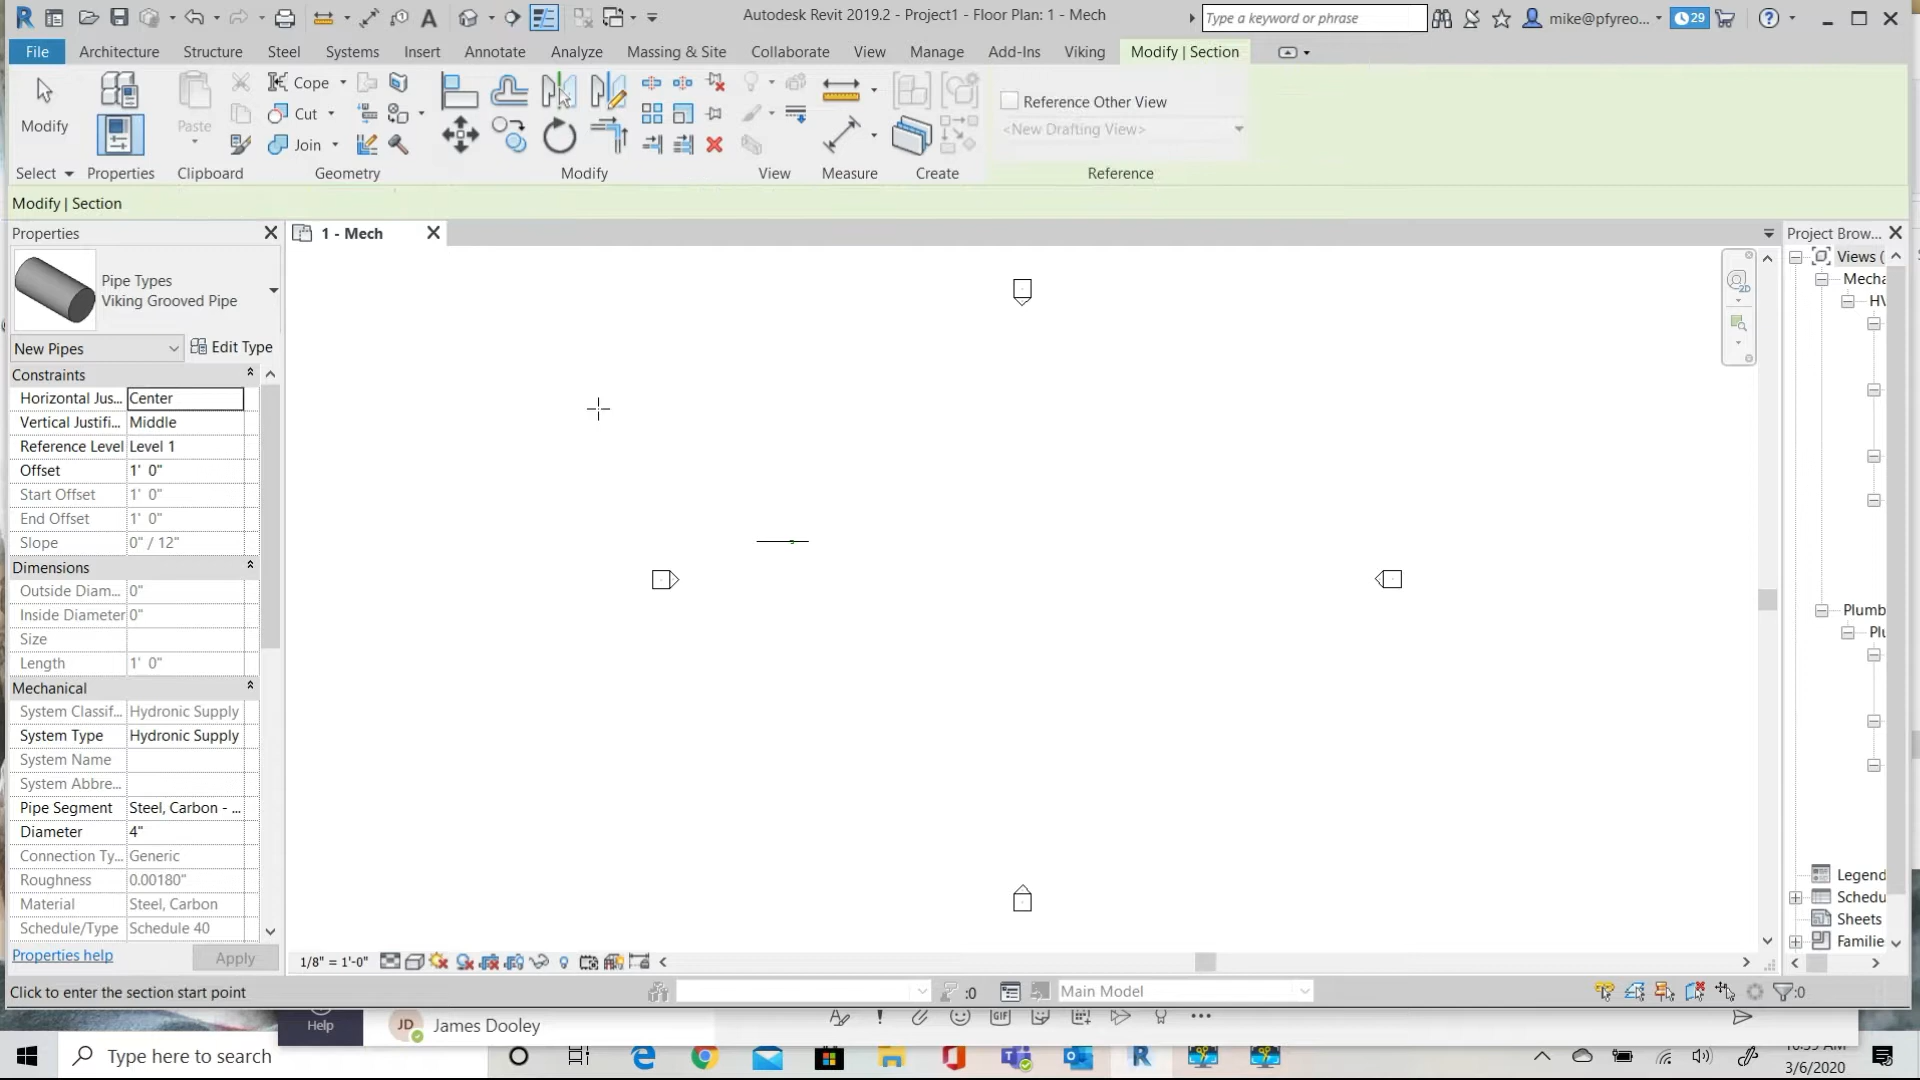 Autodesk Revit 2019.2 - Project1 - Floor Plan: 1 - Mech
Type a keyword or phrase
mike@pfyreo...
29
File Architecture Structure Steel Systems Insert Annotate Analyze Massing & Site Collaborate View Manage Add-Ins Viking Modify | Section
Modify
Paste
Cope
Cut
Join
Reference Other View
<New Drafting View>
Select Properties Clipboard Geometry Modify View Measure Create Reference
Modify | Section
Properties
1 - Mech
Project Brow...
Pipe Types
Viking Grooved Pipe
New Pipes
Edit Type
Constraints
Horizontal Jus... Center
Vertical Justifi... Middle
Reference Level Level 1
Offset 1' 0"
Start Offset 1' 0"
End Offset 1' 0"
Slope 0" / 12"
Dimensions
Outside Diam... 0"
Inside Diameter 0"
Size
Length 1' 0"
Mechanical
System Classif... Hydronic Supply
System Type Hydronic Supply
System Name
System Abbre...
Pipe Segment Steel, Carbon - ...
Diameter 4"
Connection Ty... Generic
Roughness 0.00180"
Material Steel, Carbon
Schedule/Type Schedule 40
Properties help
Apply
2D
Views (
Mecha
HV
Plumb
Plu
Legend
Schedu
Sheets
Familie
1/8" = 1'-0"
Click to enter the section start point
:0
Main Model
:0
Help
JD
James Dooley
GIF
Type here to search
3/6/2020